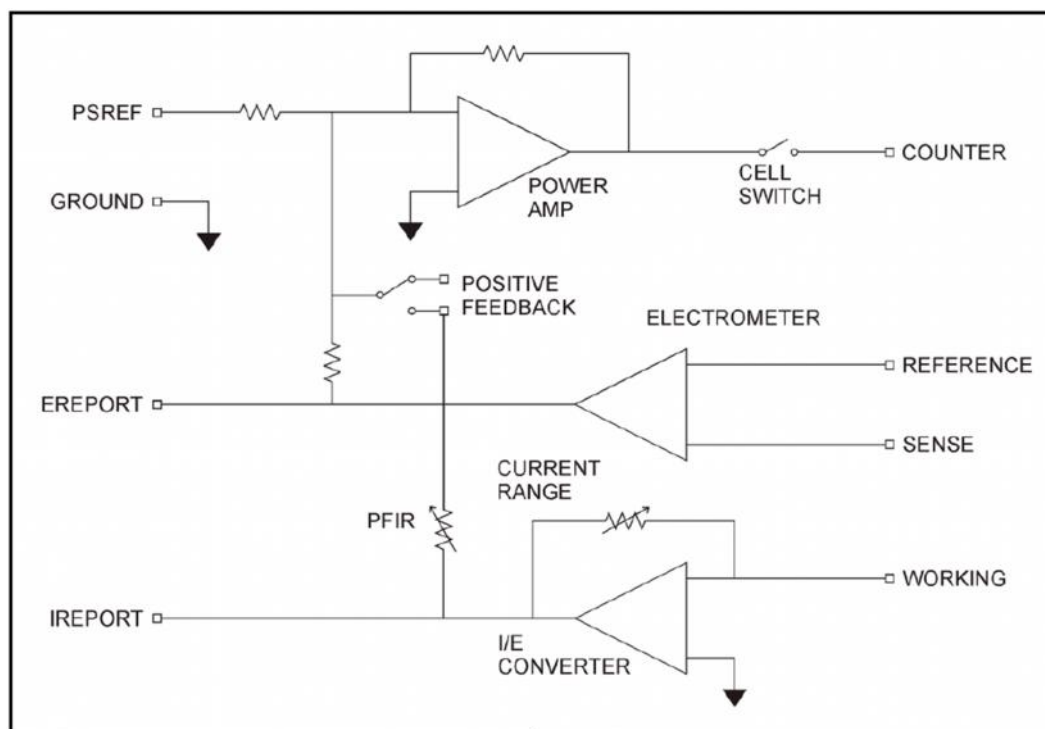 PSREF
GROUND
POWER
AMP
CELL
SWITCH
COUNTER
POSITIVE
FEEDBACK
ELECTROMETER
REFERENCE
EREPORT
SENSE
CURRENT
RANGE
PFIR
WORKING
IREPORT
I/E
CONVERTER